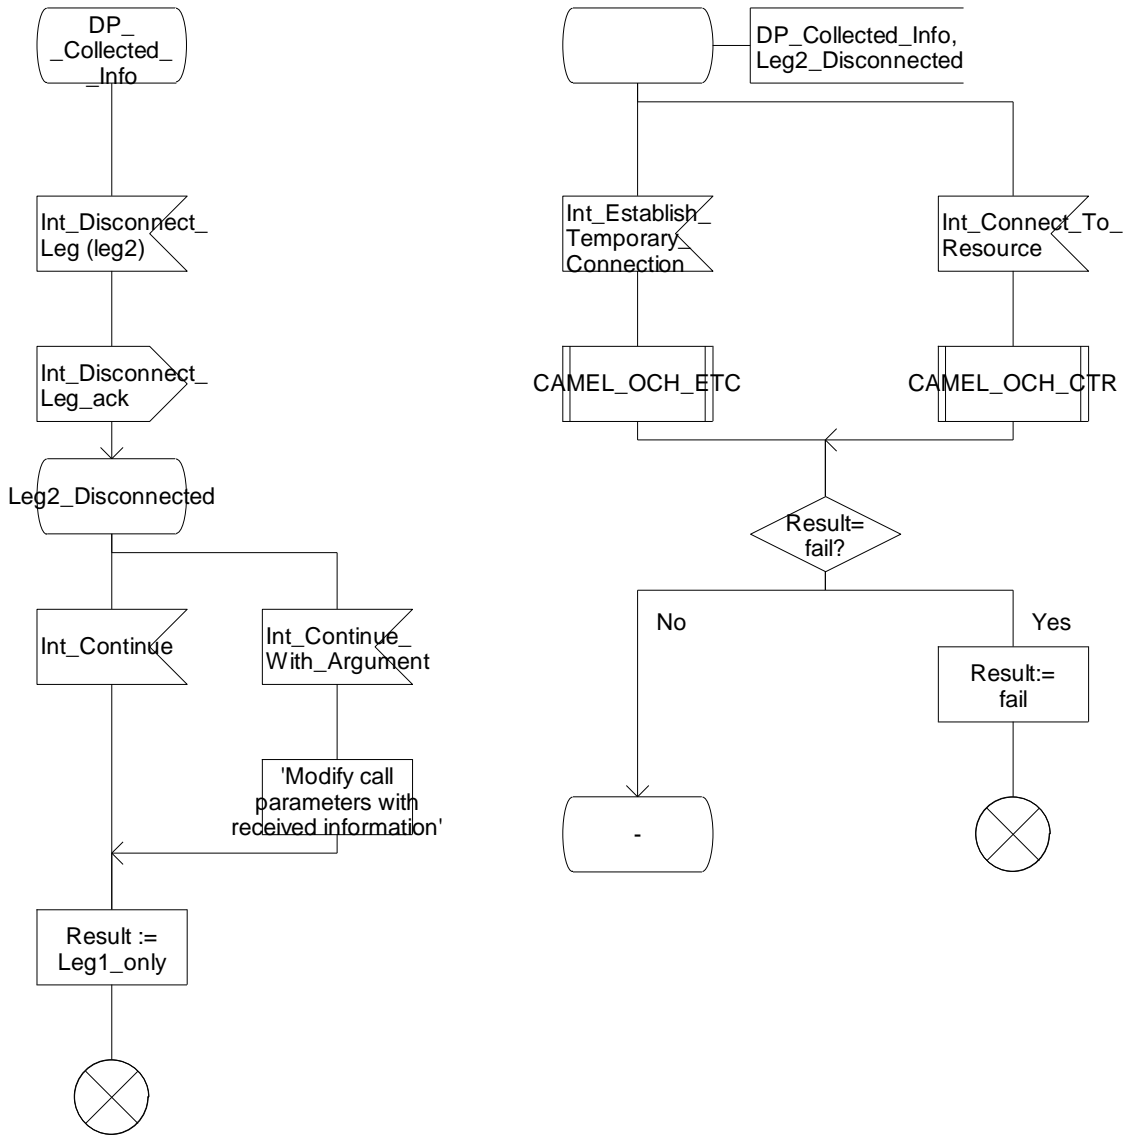 DP_
_Collected_
_Info
Int_Disconnect_
Leg (leg2)
Int_Disconnect_
Leg_ack
Leg2_Disconnected
Int_Continue
Int_Continue_
With_Argument
'Modify call
parameters with
received information'
Result :=
Leg1_only
DP_Collected_Info,
Leg2_Disconnected
Int_Establish_
Temporary_
Connection
Int_Connect_To_
Resource
CAMEL_OCH_ETC
CAMEL_OCH_CTR
Result=
fail?
No
Yes
Result:=
fail
-